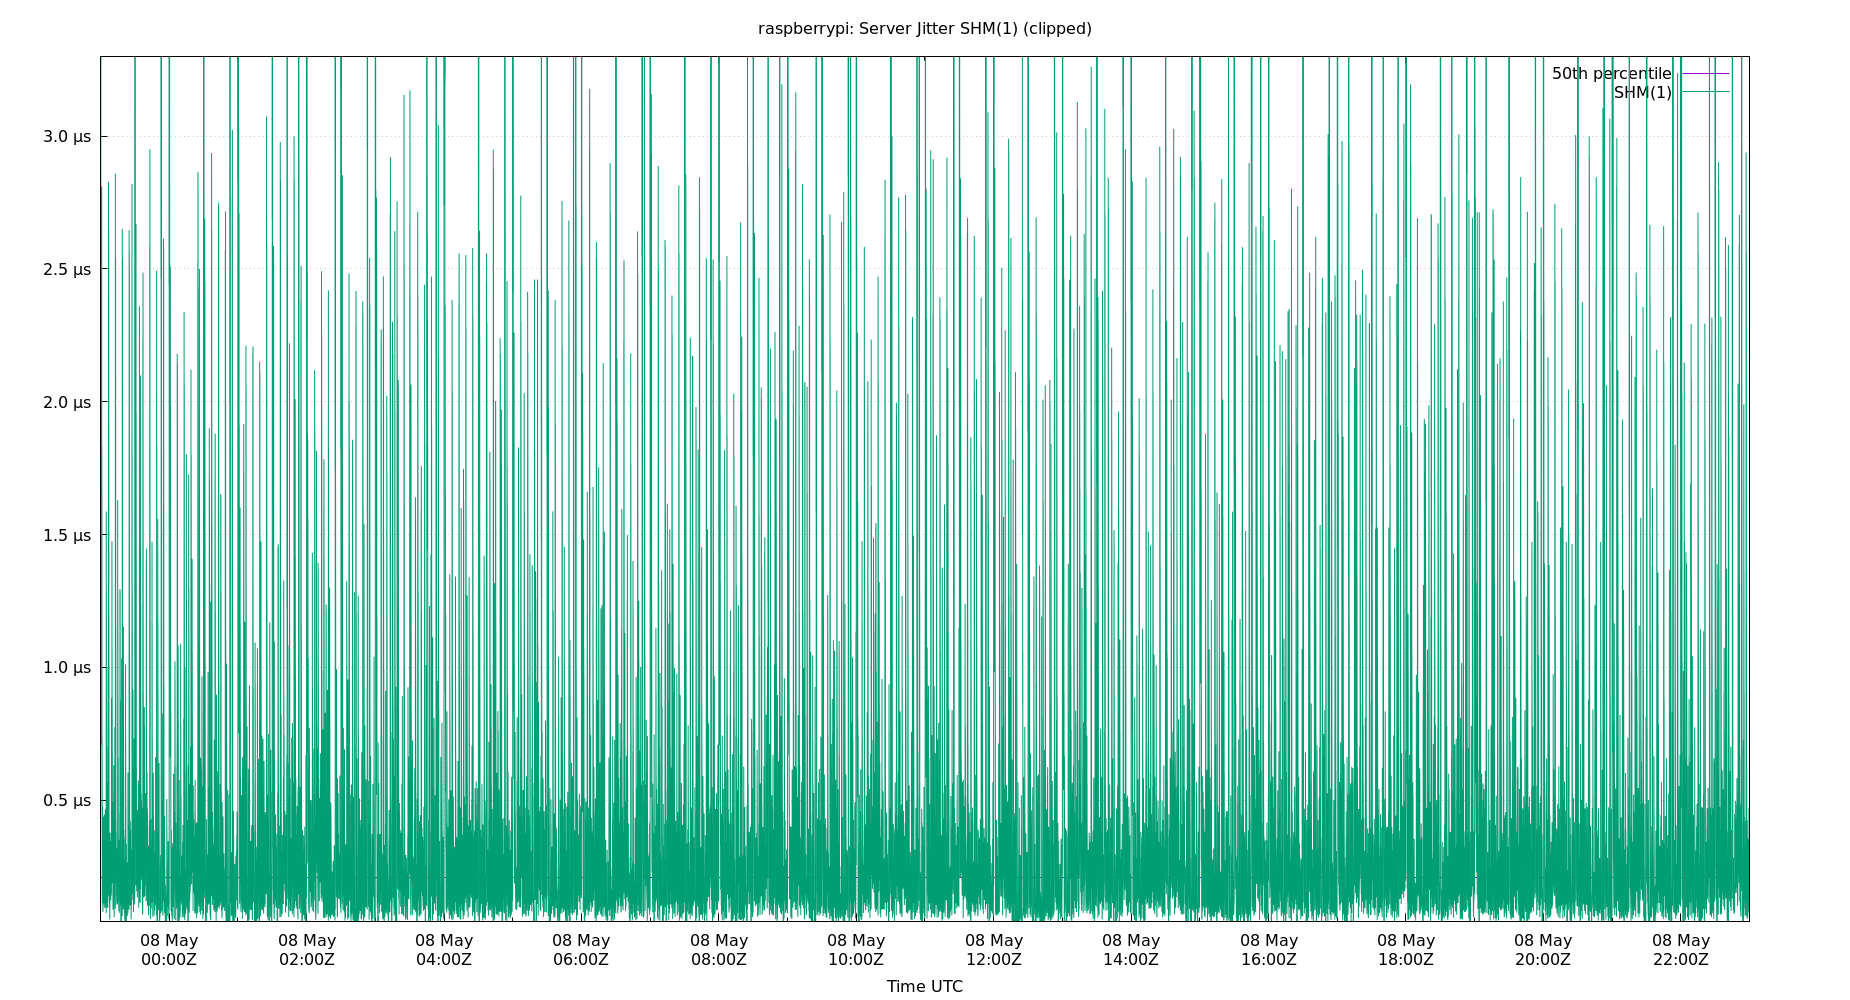 raspberrypi: Server Jitter SHM(1) (clipped)
50th percentile
SHM(1)
3.0 µs
2.5 µs
2.0 µs
1.5 µs
1.0 µs
0.5 µs
08 May 08 May 08 May 08 May 08 May 08 May 08 May 08 May 08 May 08 May 08 May 08 May
00:00Z 02:00Z 04:00Z 06:00Z 08:00Z 10:00Z 12:00Z 14:00Z 16:00Z 18:00Z 20:00Z 22:00Z
Time UTC